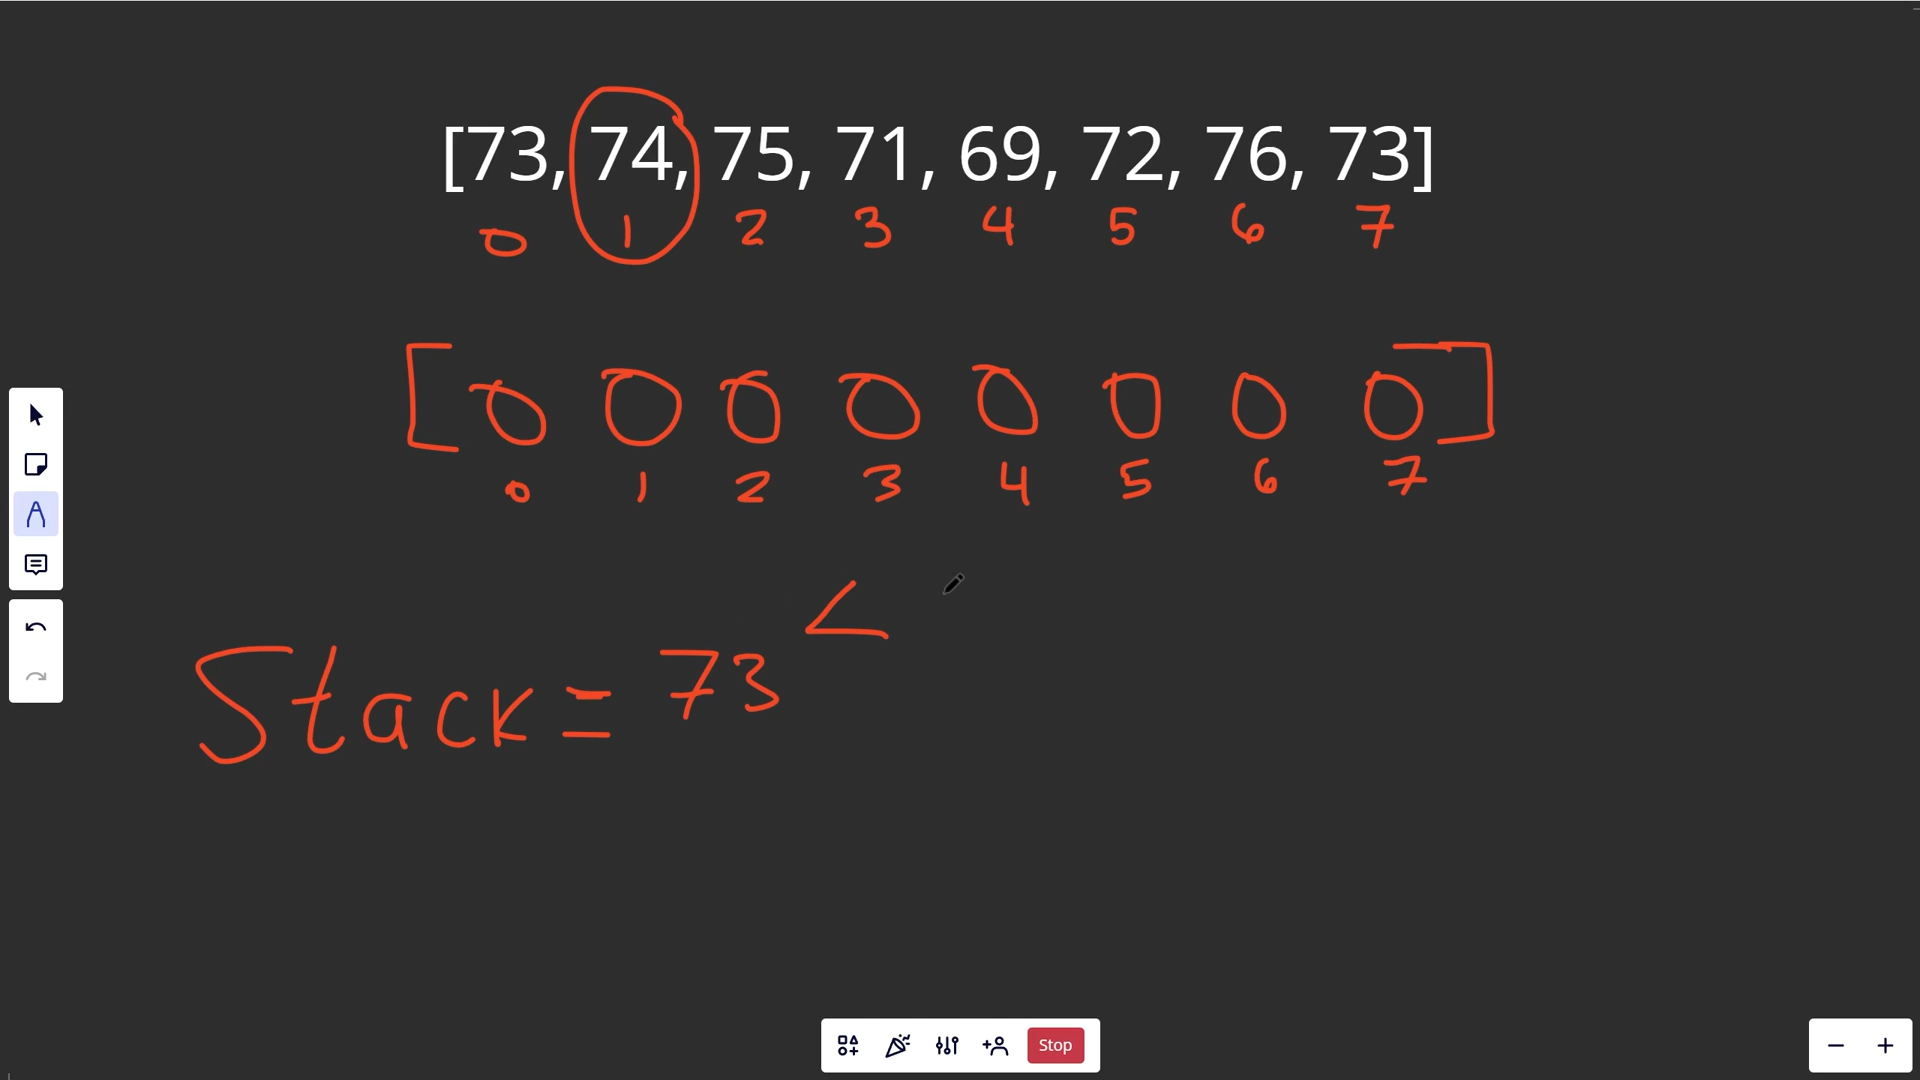 [73, 74, 75, 71, 69, 72, 76, 73]
0 1 2 3 4 5 6 7
[0 0 0 0 0 0 0 0]
0 1 2 3 4 5 6 7
<
Stack = 73
Stop